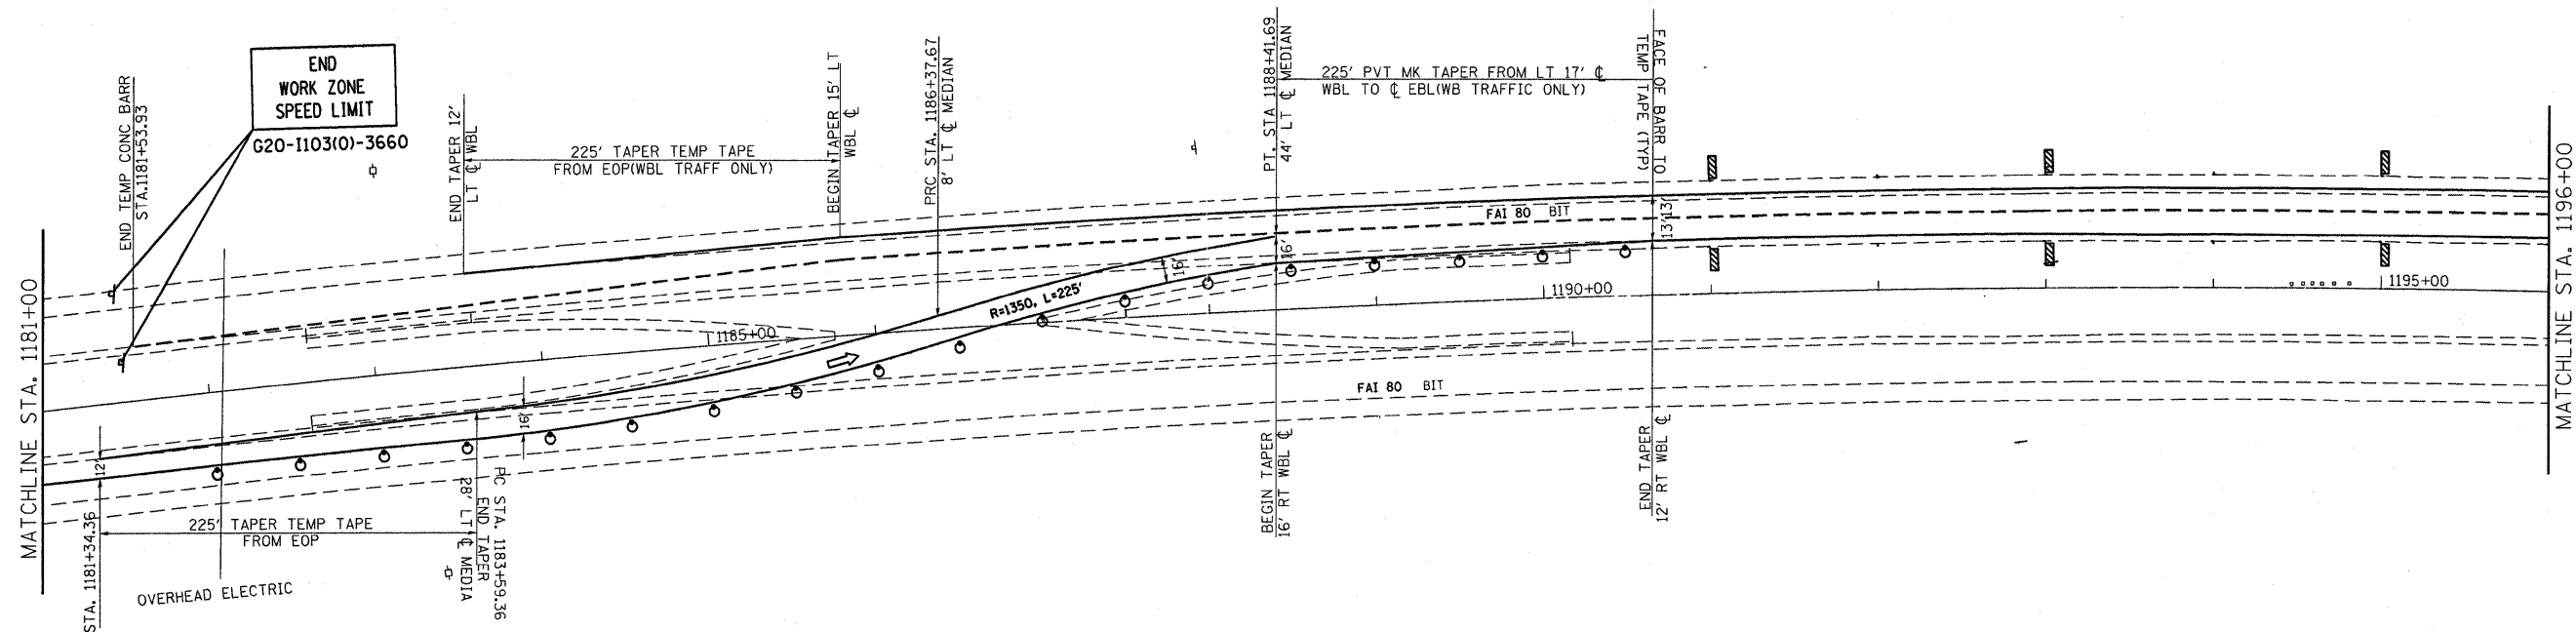 MATCHLINE STA. 1181+00
END TEMP CONC BARR
STA.1181+53.93
END
WORK ZONE
SPEED LIMIT
G20-I103(O)-3660
END TAPER 12'
LT ℄ WBL
225' TAPER TEMP TAPE
FROM EOP(WBL TRAFF ONLY)
BEGIN TAPER 15' LT
WBL ℄
PRC STA. 1186+37.67
8' LT ℄ MEDIAN
PT. STA 1188+41.69
44' LT ℄ MEDIAN
225' PVT MK TAPER FROM LT 17' ℄
WBL TO ℄ EBL(WB TRAFFIC ONLY)
FACE OF BARR TO
TEMP TAPE (TYP)
FAI 80 BIT
13'
13'
16'
16'
R=1350, L=225'
1185+00
1190+00
1195+00
FAI 80 BIT
16'
12'
STA. 1181+34.36
225' TAPER TEMP TAPE
FROM EOP
OVERHEAD ELECTRIC
PC STA. 1183+59.36
END TAPER
28' LT ℄ MEDIA
BEGIN TAPER
16' RT WBL ℄
END TAPER
12' RT WBL ℄
MATCHLINE STA. 1196+00